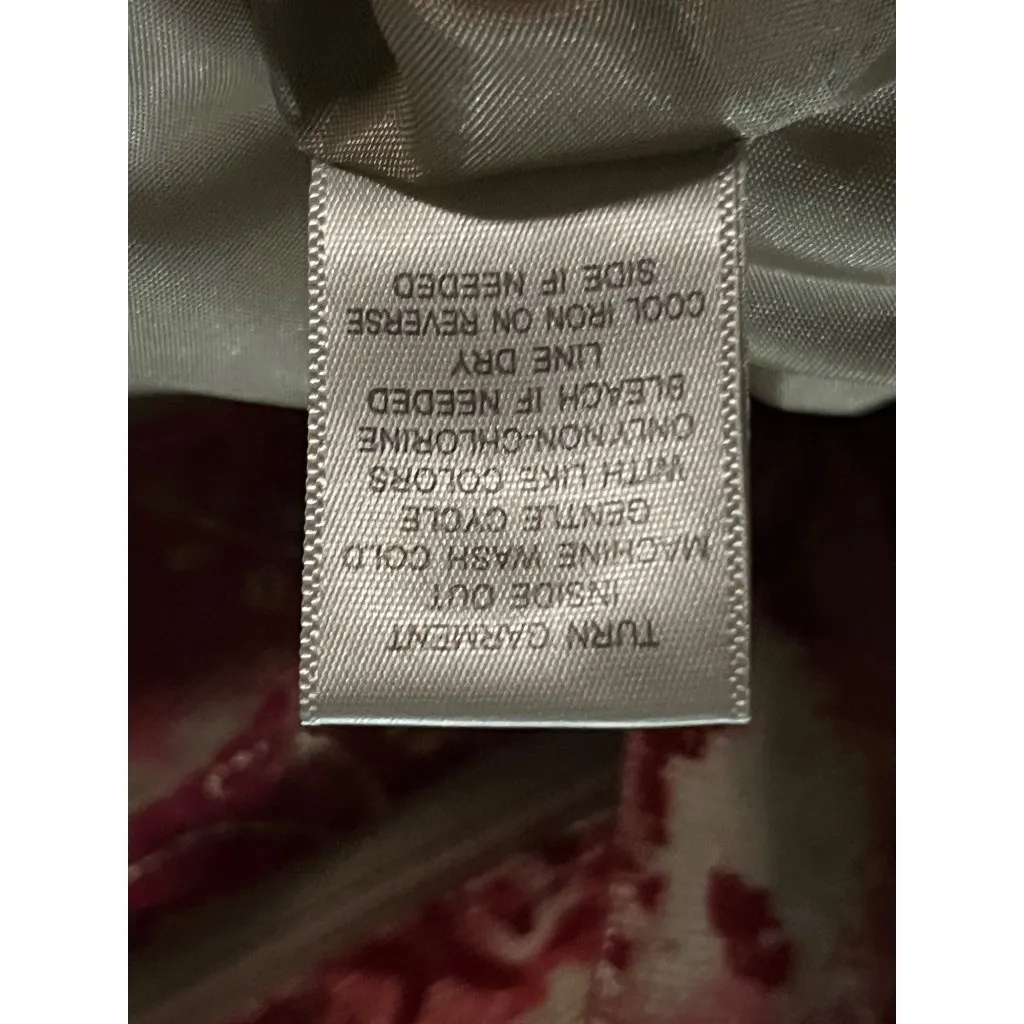 TURN GARMENT
INSIDE OUT
MACHINE WASH COLD
GENTLE CYCLE
WITH LIKE COLORS
ONLY NON-CHLORINE
BLEACH IF NEEDED
LINE DRY
COOL IRON ON REVERSE
SIDE IF NEEDED